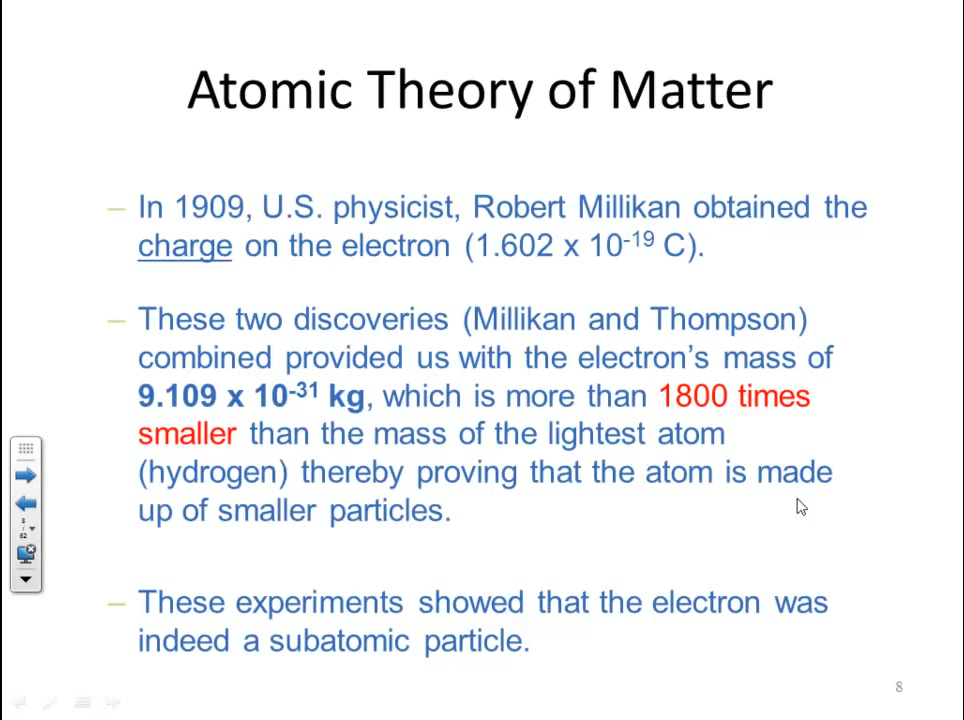 Atomic Theory of Matter
– In 1909, U.S. physicist, Robert Millikan obtained the
charge on the electron (1.602 x 10⁻¹⁹ C).
– These two discoveries (Millikan and Thompson)
combined provided us with the electron’s mass of
9.109 x 10⁻³¹ kg, which is more than 1800 times
smaller than the mass of the lightest atom
(hydrogen) thereby proving that the atom is made
up of smaller particles.
8
/
62
– These experiments showed that the electron was
indeed a subatomic particle.
8